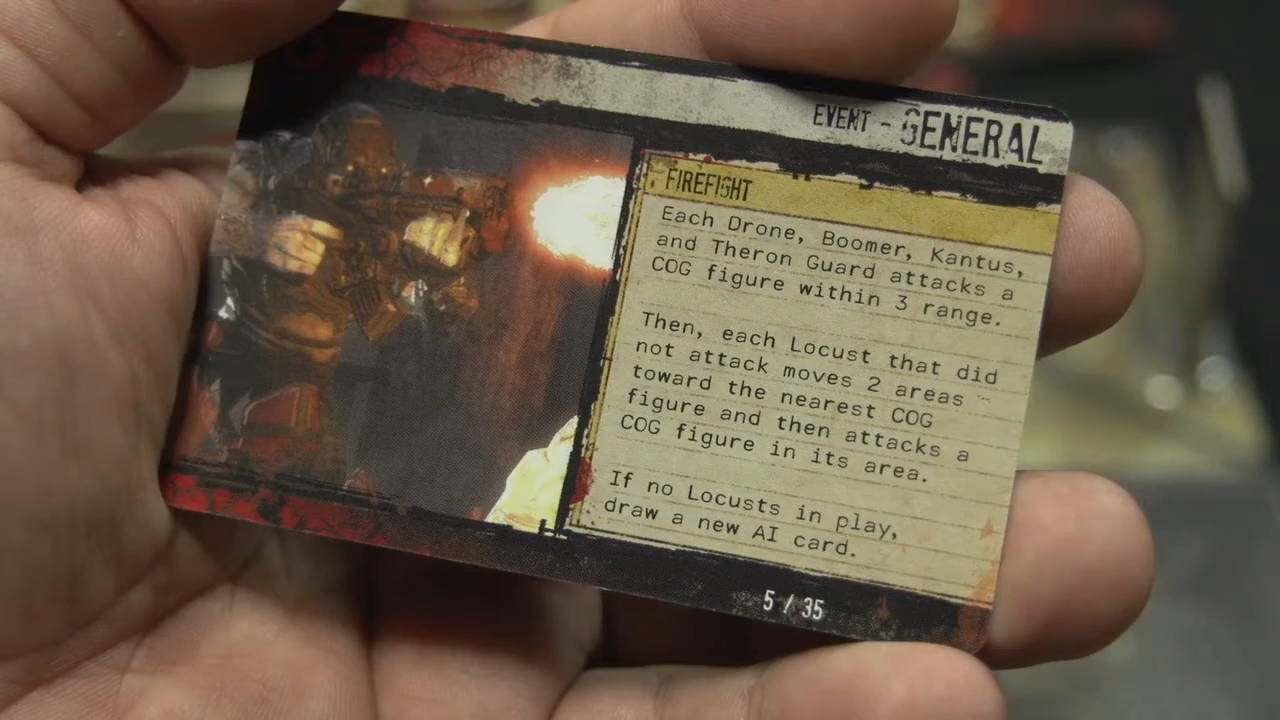 EVENT - GENERAL
FIREFIGHT
Each Drone, Boomer, Kantus,
and Theron Guard attacks a
COG figure within 3 range.
Then, each Locust that did
not attack moves 2 areas
toward the nearest COG
figure and then attacks a
COG figure in its area.
If no Locusts in play,
draw a new AI card.
5 / 35